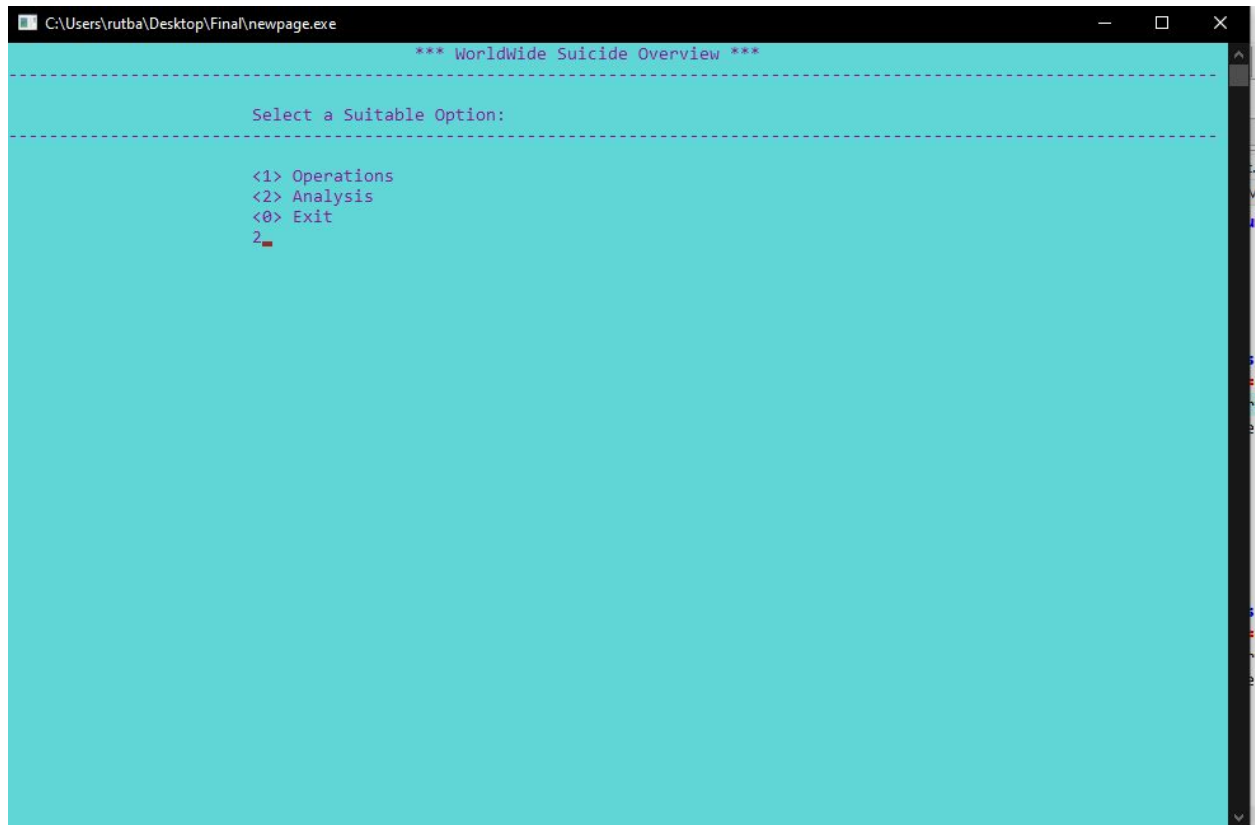 C:\Users\rutba\Desktop\Final\newpage.exe
*** WorldWide Suicide Overview ***
Select a Suitable Option:
<1> Operations
<2> Analysis
<0> Exit
2